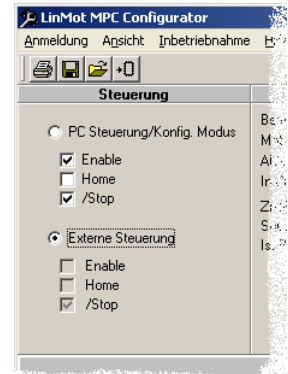 LinMot MPC Configurator
Anmeldung Ansicht Inbetriebnahme
Steuerung
PC Steuerung/Konfig. Modus
Enable
Home
/Stop
Externe Steuerung
Enable
Home
/Stop